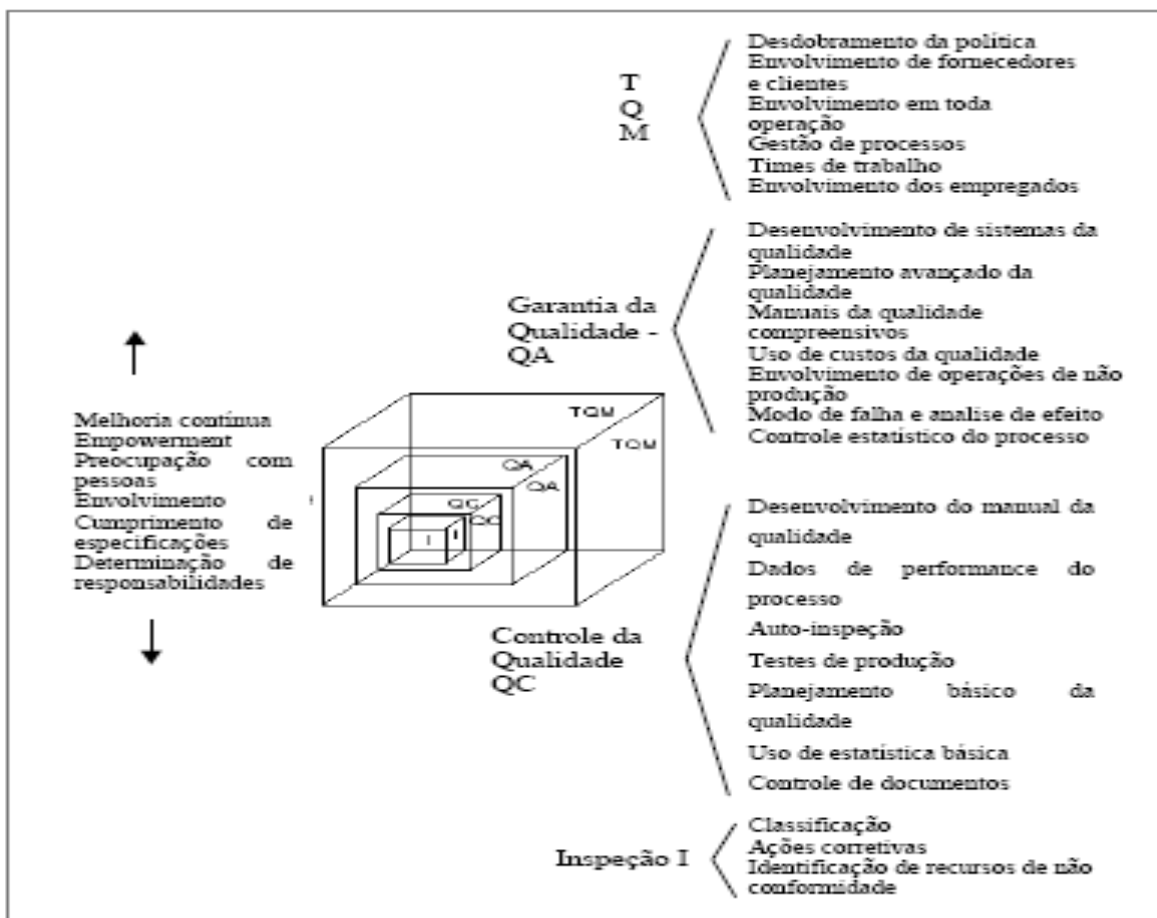 T
Q
M
Desdobramento da política
Envolvimento de fornecedores
e clientes
Envolvimento em toda
operação
Gestão de processos
Times de trabalho
Envolvimento dos empregados
Garantia da
Qualidade -
QA
Desenvolvimento de sistemas da
qualidade
Planejamento avançado da
qualidade
Manuais da qualidade
compreensivos
Uso de custos da qualidade
Envolvimento de operações de não
produção
Modo de falha e analise de efeito
Controle estatístico do processo
Melhoria contínua
Empowerment
Preocupação com
pessoas
Envolvimento
Cumprimento de
especificações
Determinação de
responsabilidades
TQM
TQM
QA
QA
QC
QC
I
I
Controle da
Qualidade
QC
Desenvolvimento do manual da
qualidade
Dados de performance do
processo
Auto-inspeção
Testes de produção
Planejamento básico da
qualidade
Uso de estatística básica
Controle de documentos
Inspeção I
Classificação
Ações corretivas
Identificação de recursos de não
conformidade